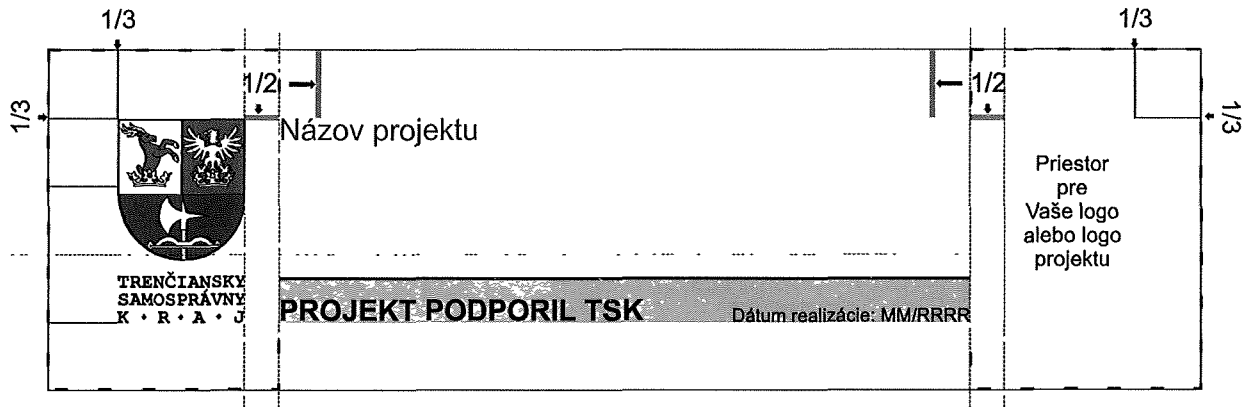 1/3
1/3
1/2
1/2
1/3
1/3
Názov projektu
Priestor
pre
Vaše logo
alebo logo
projektu
TRENČIANSKY
SAMOSPRÁVNY
K · R · A · J
PROJEKT PODPORIL TSK
Dátum realizácie: MM/RRRR